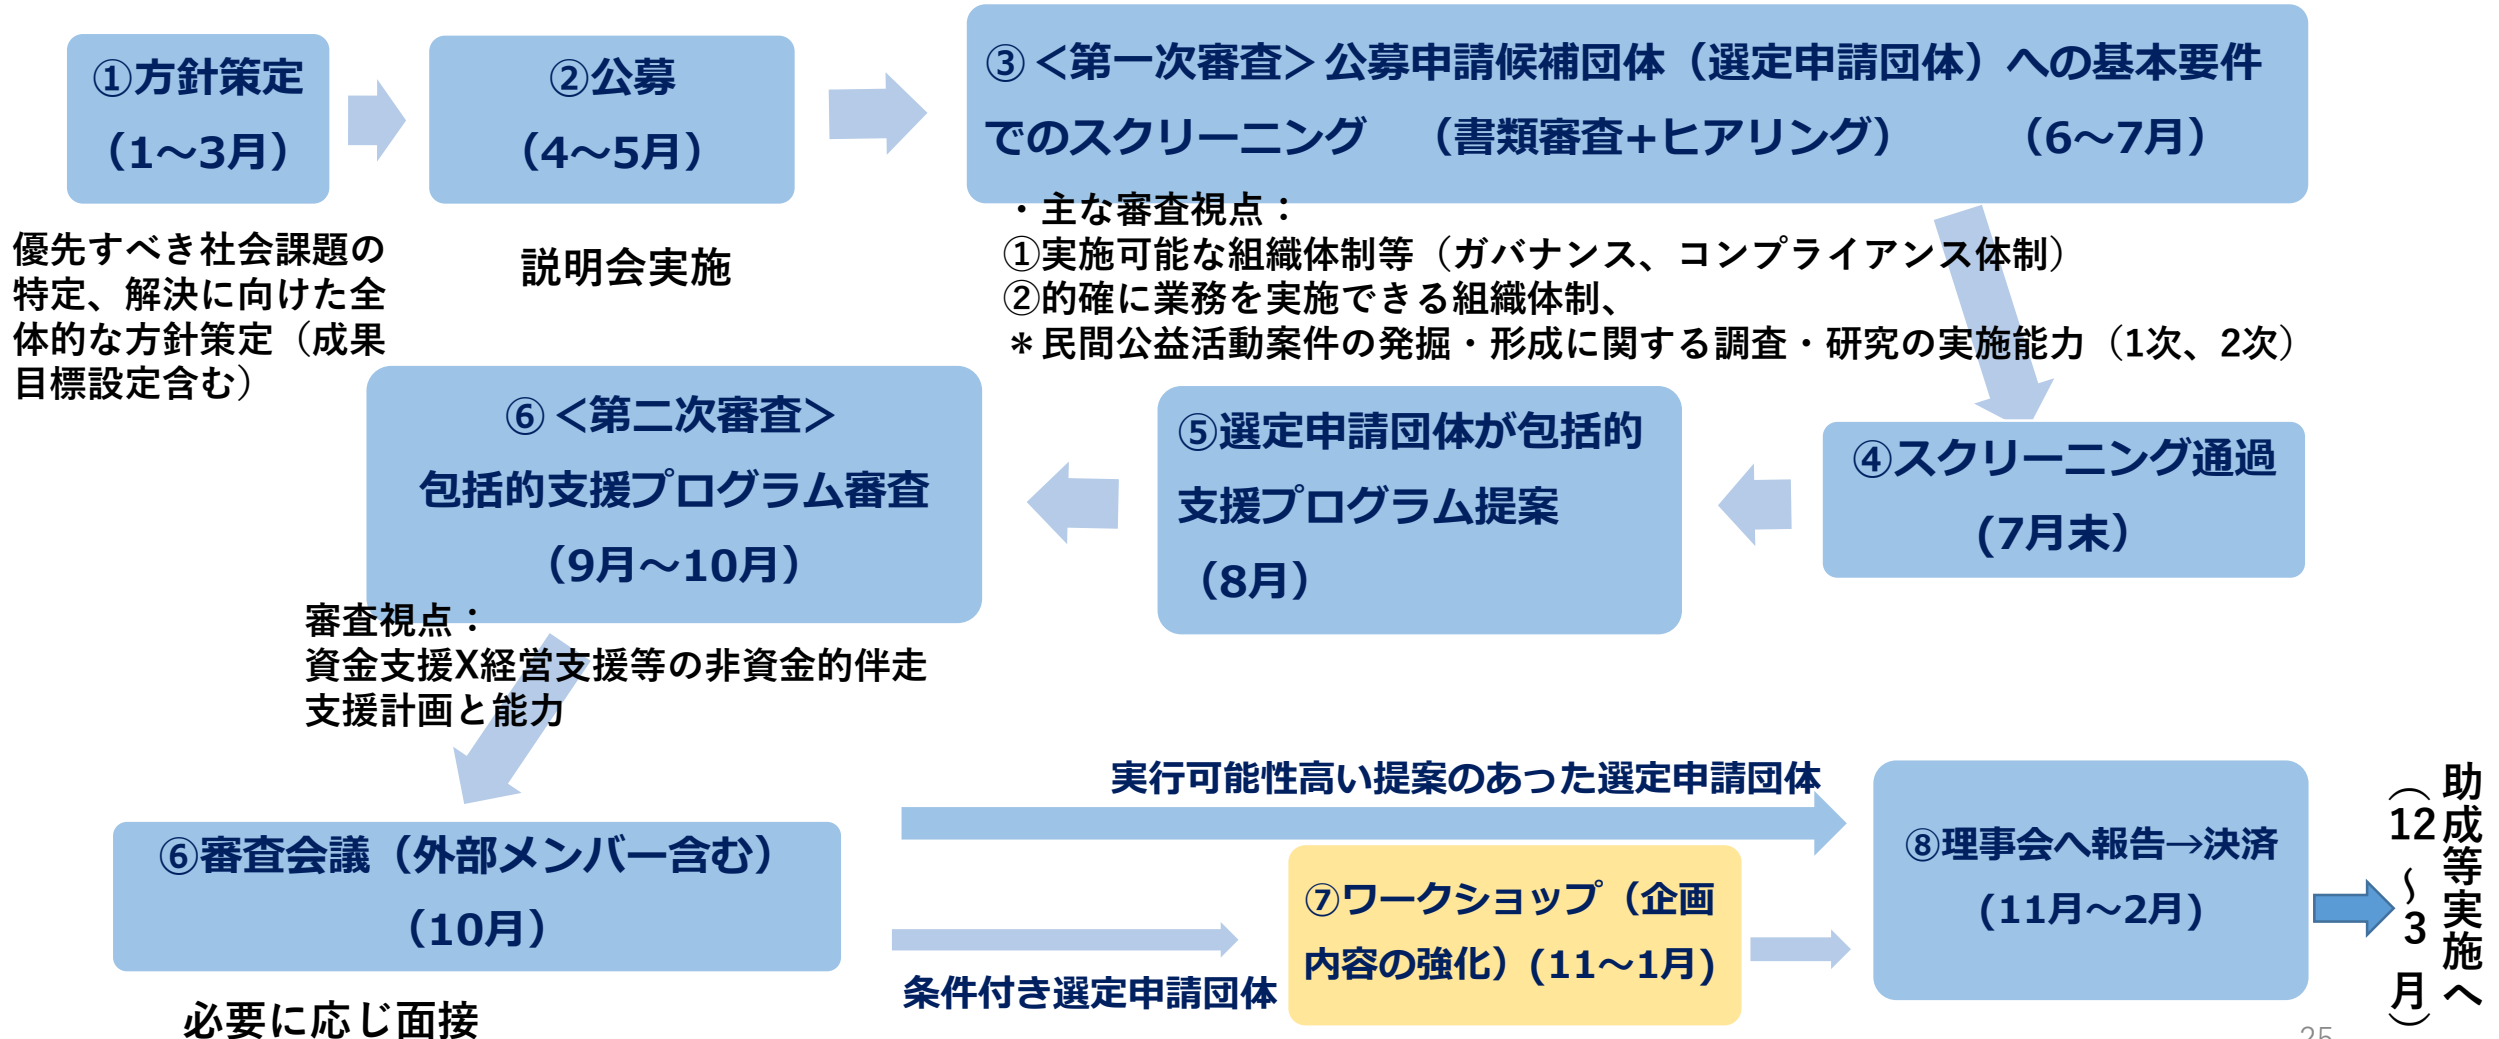 ①方針策定
（1～3月）
優先すべき社会課題の
特定、解決に向けた全
体的な方針策定（成果
目標設定含む）
②公募
（4～5月）
説明会実施
③＜第一次審査＞公募申請候補団体（選定申請団体）への基本要件
でのスクリーニング　（書類審査+ヒアリング）　　（6～7月）
・主な審査視点：
①実施可能な組織体制等（ガバナンス、コンプライアンス体制）
②的確に業務を実施できる組織体制、
＊民間公益活動案件の発掘・形成に関する調査・研究の実施能力（1次、2次）
④スクリーニング通過
(7月末）
⑤選定申請団体が包括的
支援プログラム提案
（8月）
⑥＜第二次審査＞
包括的支援プログラム審査
（9月～10月）
審査視点：
資金支援X経営支援等の非資金的伴走
支援計画と能力
⑥審査会議（外部メンバー含む）
（10月）
必要に応じ面接
実行可能性高い提案のあった選定申請団体
条件付き選定申請団体
⑦ワークショップ（企画
内容の強化）(11～1月)
⑧理事会へ報告→決済
(11月～2月)
助成等実施へ
（12～3月）
25